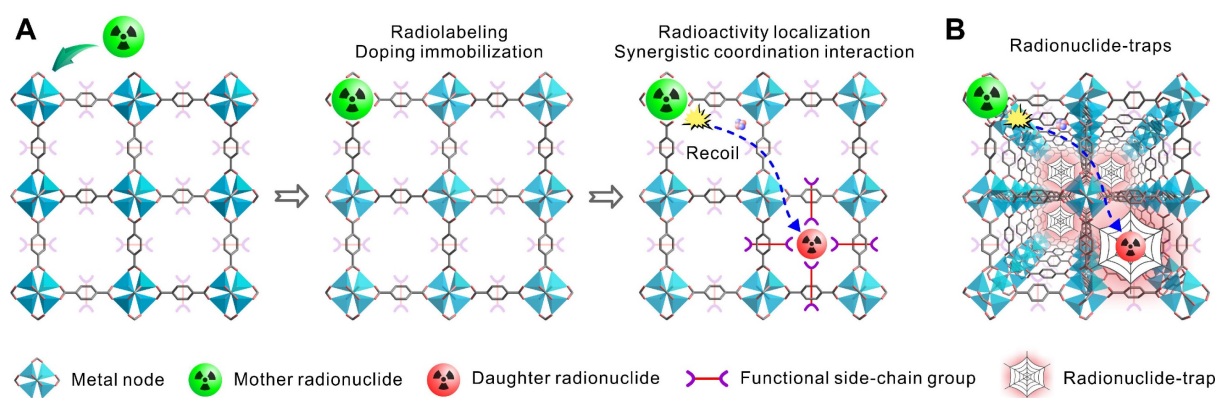 A
Radiolabeling
Doping immobilization
Radioactivity localization
Synergistic coordination interaction
Recoil
B
Radionuclide-traps
Metal node
Mother radionuclide
Daughter radionuclide
Functional side-chain group
Radionuclide-trap